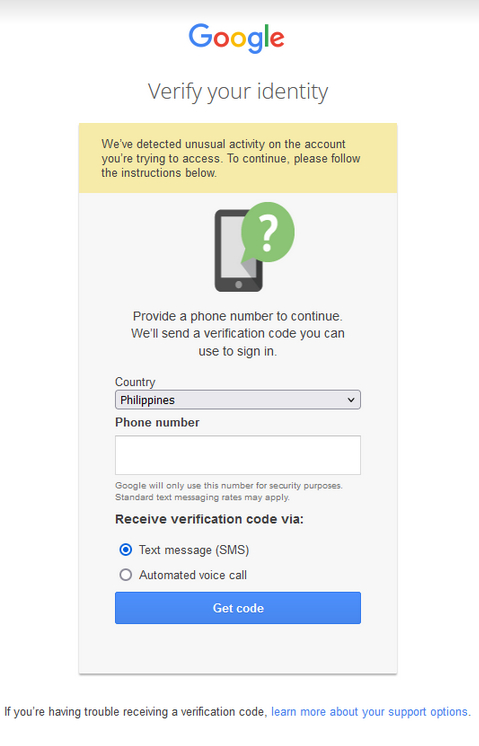 Google
Verify your identity
We've detected unusual activity on the account
you're trying to access. To continue, please follow
the instructions below.
?
Provide a phone number to continue.
We'll send a verification code you can
use to sign in.
Country
Philippines
Phone number
Google will only use this number for security purposes.
Standard text messaging rates may apply.
Receive verification code via:
Text message (SMS)
Automated voice call
Get code
If you're having trouble receiving a verification code, learn more about your support options.